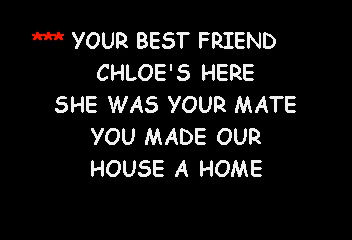 *** YOUR BEST FRIEND
CHLOE'S HERE
SHE WAS YOUR MATE
YOU MADE OUR
HOUSE A HOME